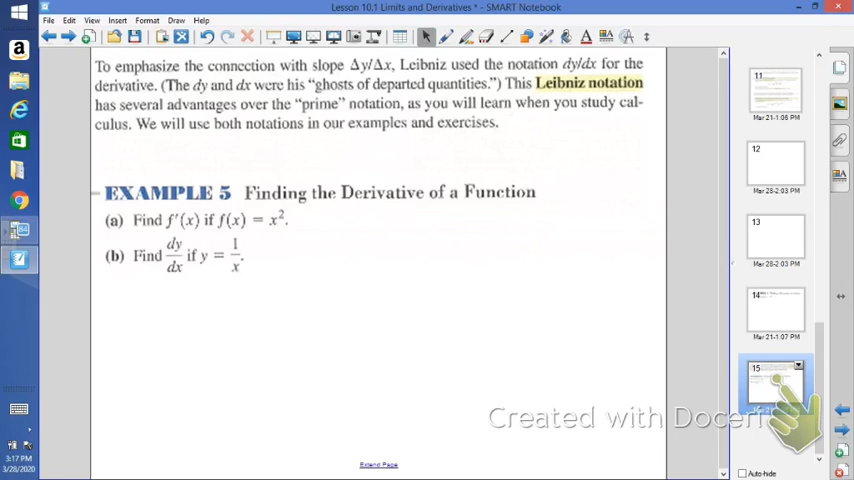 Lesson 10.1 Limits and Derivatives * - SMART Notebook
File Edit View Insert Format Tools Help
To emphasize the connection with slope Δy/Δx, Leibniz used the notation dy/dx for the
derivative. (The dy and dx were his “ghosts of departed quantities.”) This Leibniz notation
has several advantages over the “prime” notation, as you will learn when you study cal-
culus. We will use both notations in our examples and exercises.
EXAMPLE 5 Finding the Derivative of a Function
(a) Find f′(x) if f(x) = x².
(b) Find dy/dx if y = 1/x.
Created with Doceri
Extend Page
11
Mar 21-1:06 PM
12
Mar 28-2:03 PM
13
Mar 28-2:03 PM
14
Mar 21-1:07 PM
15
Auto-hide
3:17 PM
3/28/2020